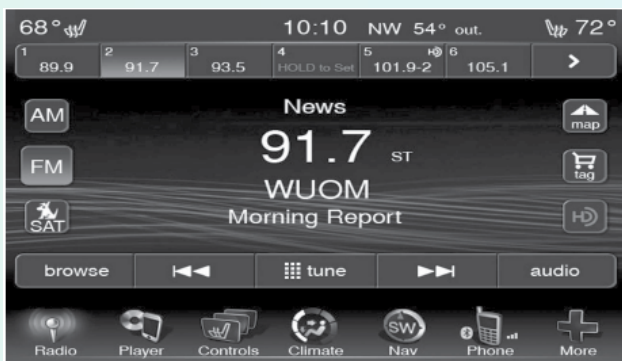 68° 10:10 NW 54° out. 72°
1 89.9 2 91.7 3 93.5 4 HOLD to Set 5 101.9-2 HD 6 105.1 >
AM News map
91.7 ST
FM tag
WUOM
SAT Morning Report HD
browse tune audio
SW
Radio Player Controls Climate Nav Phone More